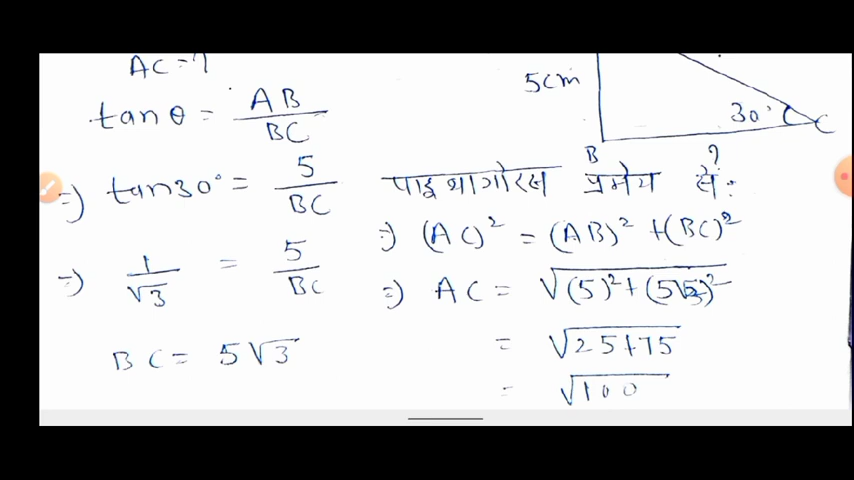 AC = ?
5cm
tan θ = AB / BC
30°
C
B
?
⇒ tan30° = 5 / BC
⇒ 1 / √3 = 5 / BC
BC = 5√3
पाइथागोरस प्रमेय से:
⇒ (AC)² = (AB)² + (BC)²
⇒ AC = √(5)² + (5√3)²
= √25+75
= √100